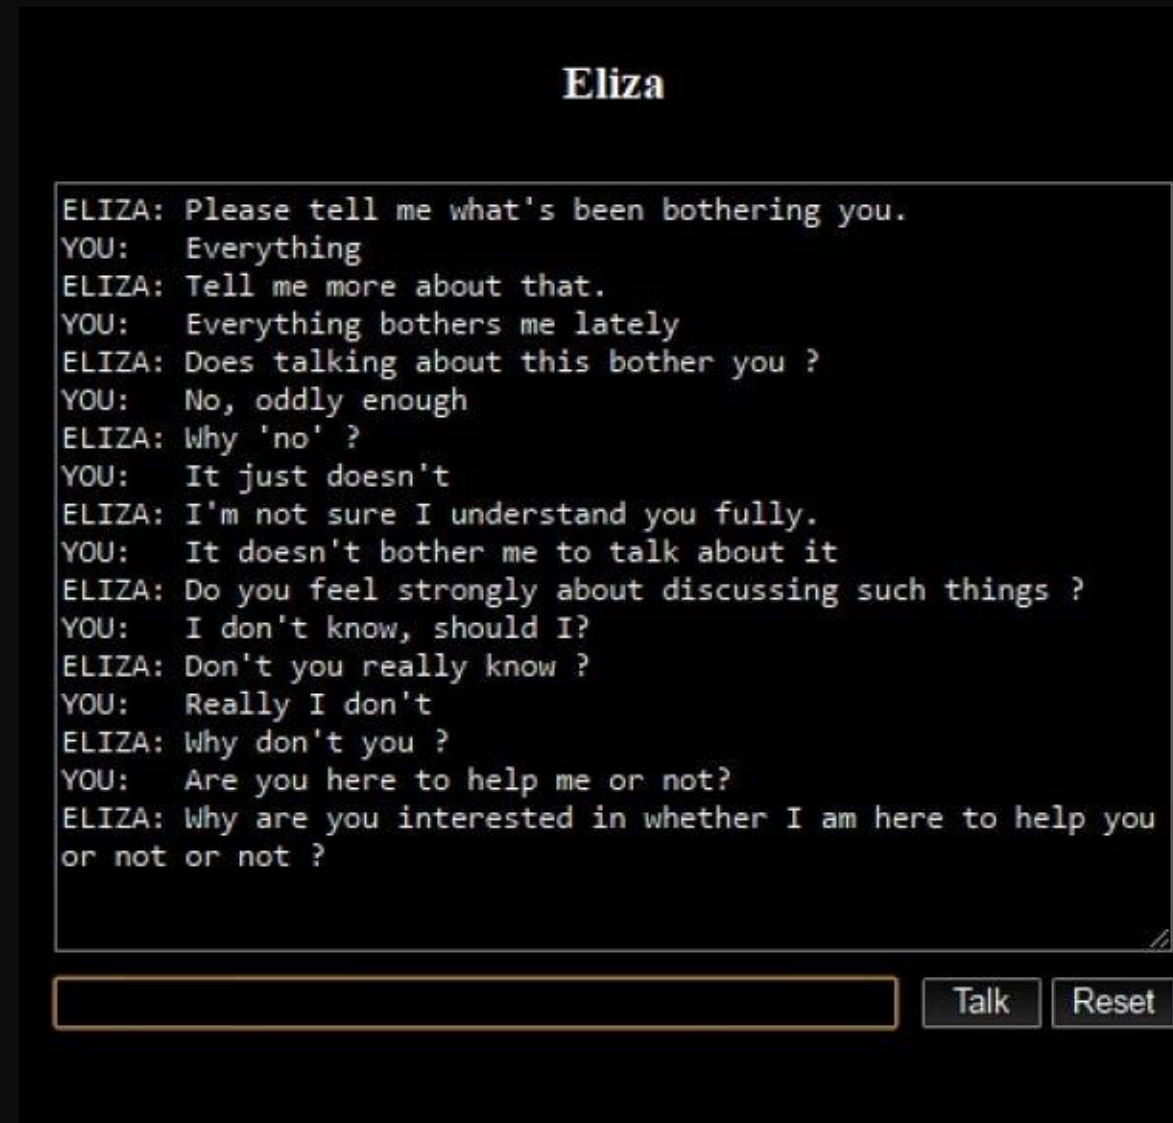 Eliza
ELIZA: Please tell me what's been bothering you.
YOU:   Everything
ELIZA: Tell me more about that.
YOU:   Everything bothers me lately
ELIZA: Does talking about this bother you ?
YOU:   No, oddly enough
ELIZA: Why 'no' ?
YOU:   It just doesn't
ELIZA: I'm not sure I understand you fully.
YOU:   It doesn't bother me to talk about it
ELIZA: Do you feel strongly about discussing such things ?
YOU:   I don't know, should I?
ELIZA: Don't you really know ?
YOU:   Really I don't
ELIZA: Why don't you ?
YOU:   Are you here to help me or not?
ELIZA: Why are you interested in whether I am here to help you
or not or not ?
Talk Reset